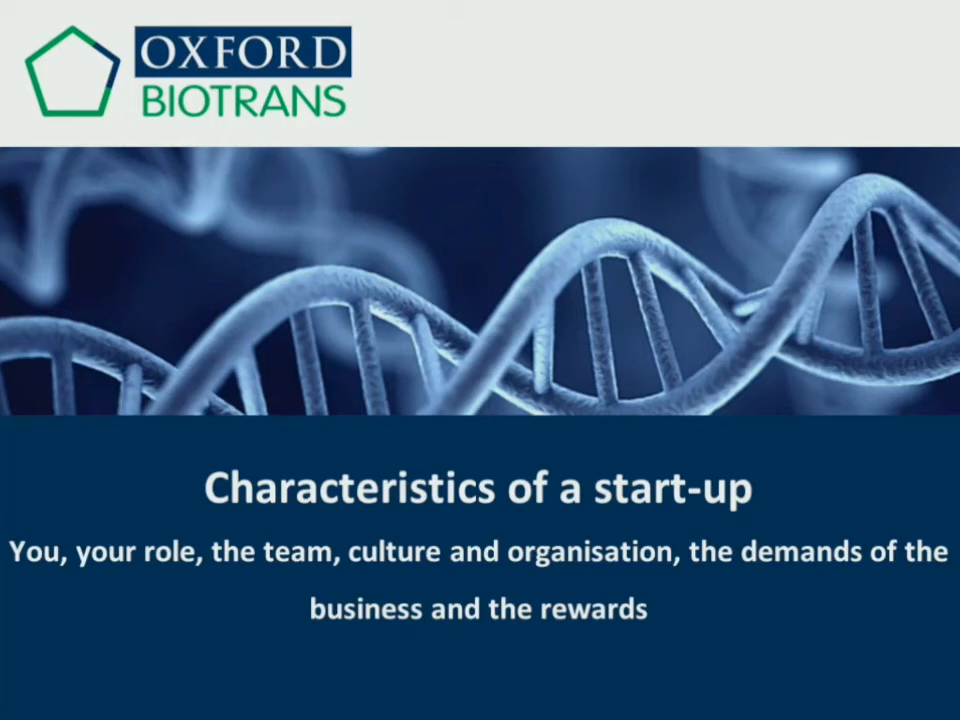 OXFORD
BIOTRANS
Characteristics of a start-up
You, your role, the team, culture and organisation, the demands of the
business and the rewards